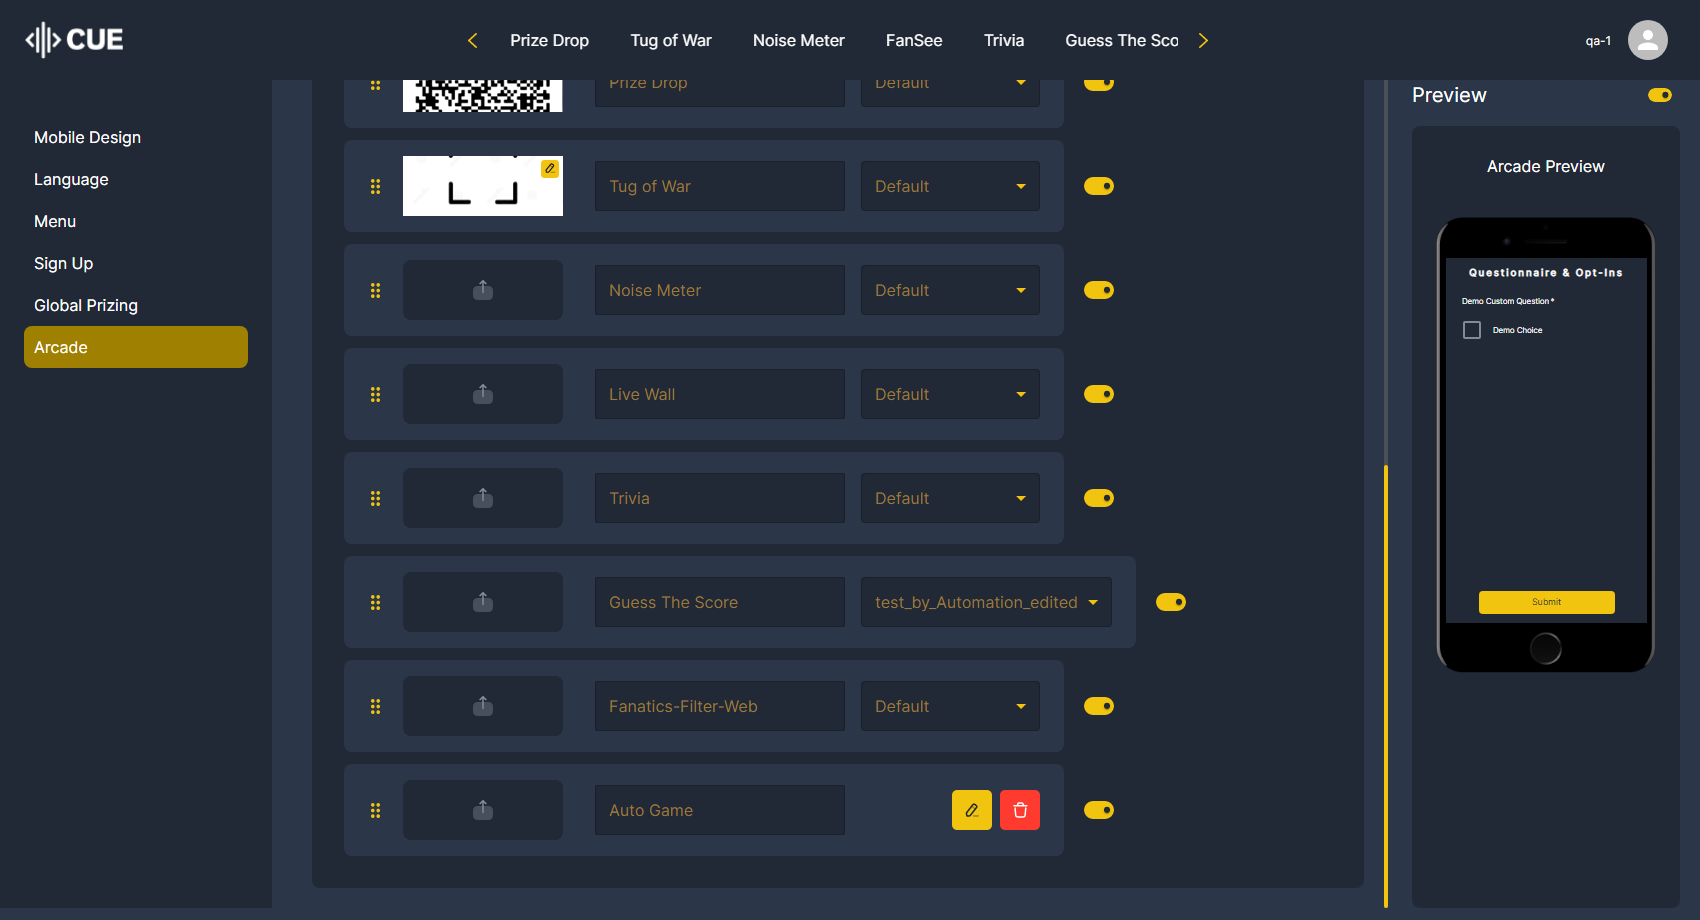 CUE
Prize Drop
Tug of War
Noise Meter
FanSee
Trivia
Guess The Sco
qa-1
Mobile Design
Language
Menu
Sign Up
Global Prizing
Arcade
Prize Drop
Default
Tug of War
Default
Noise Meter
Default
Live Wall
Default
Trivia
Default
Guess The Score
test_by_Automation_edited
Fanatics-Filter-Web
Default
Auto Game
Preview
Arcade Preview
Questionnaire & Opt-Ins
Demo Custom Question *
Demo Choice
Submit